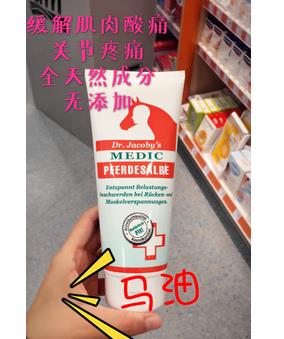 缓解肌肉酸痛
关节疼痛
全天然成分
无添加
Dr. Jacoby's
MEDIC
PFERDESALBE
Entspannt Belastungs-
beschwerden bei Rücken- und
Muskelverspannungen.
马油